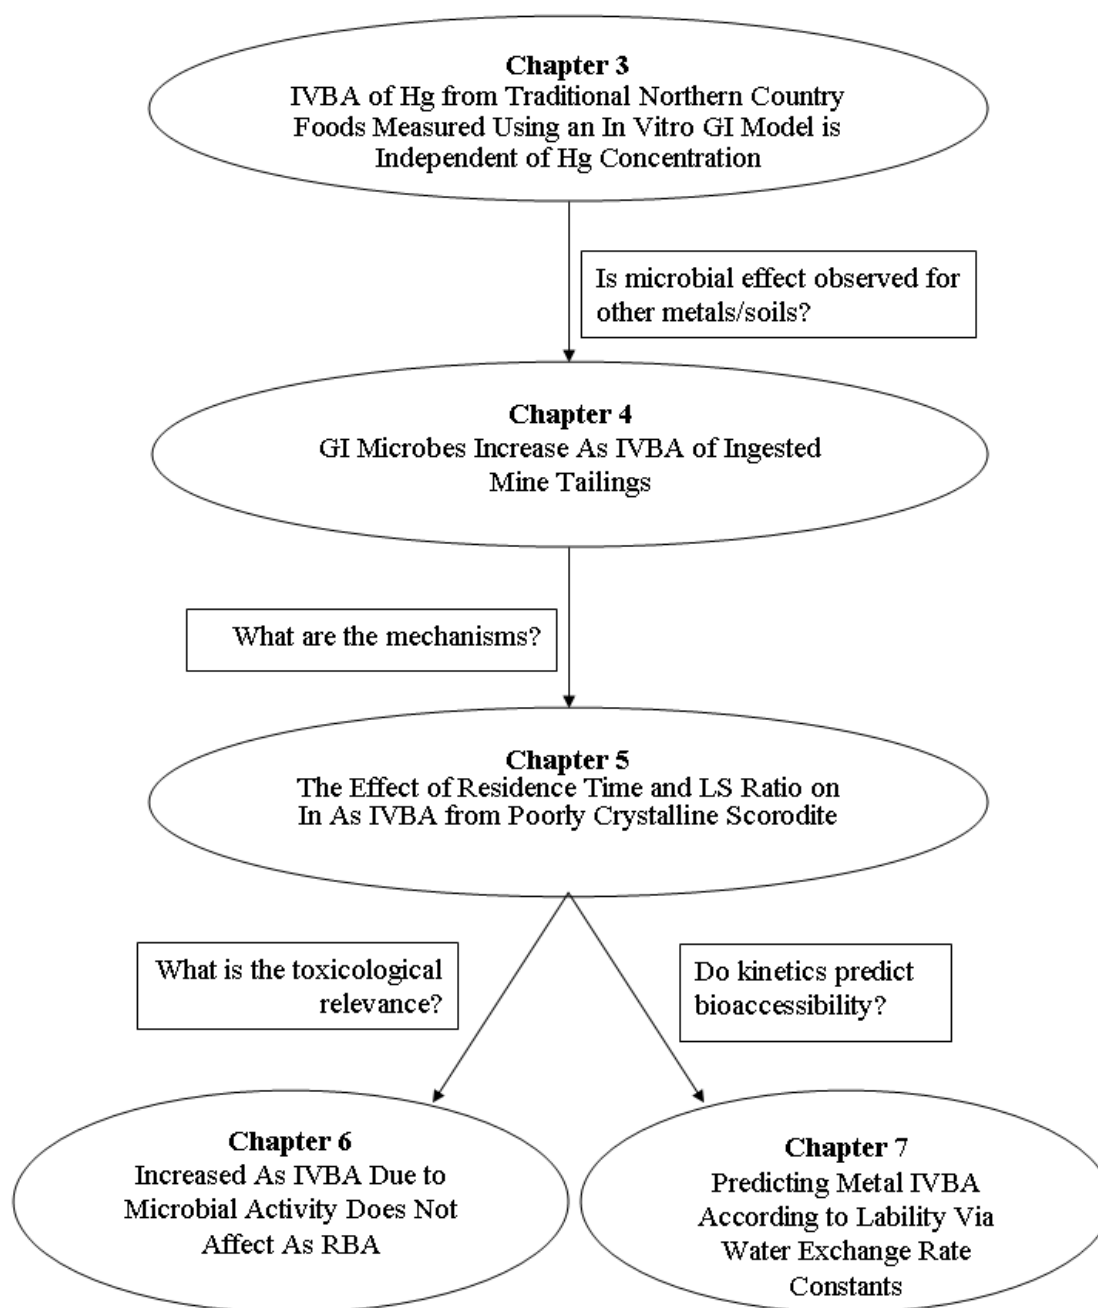 Chapter 3
IVBA of Hg from Traditional Northern Country
Foods Measured Using an In Vitro GI Model is
Independent of Hg Concentration
Is microbial effect observed for
other metals/soils?
Chapter 4
GI Microbes Increase As IVBA of Ingested
Mine Tailings
What are the mechanisms?
Chapter 5
The Effect of Residence Time and LS Ratio on
In As IVBA from Poorly Crystalline Scorodite
What is the toxicological
relevance?
Do kinetics predict
bioaccessibility?
Chapter 6
Increased As IVBA Due to
Microbial Activity Does Not
Affect As RBA
Chapter 7
Predicting Metal IVBA
According to Lability Via
Water Exchange Rate
Constants